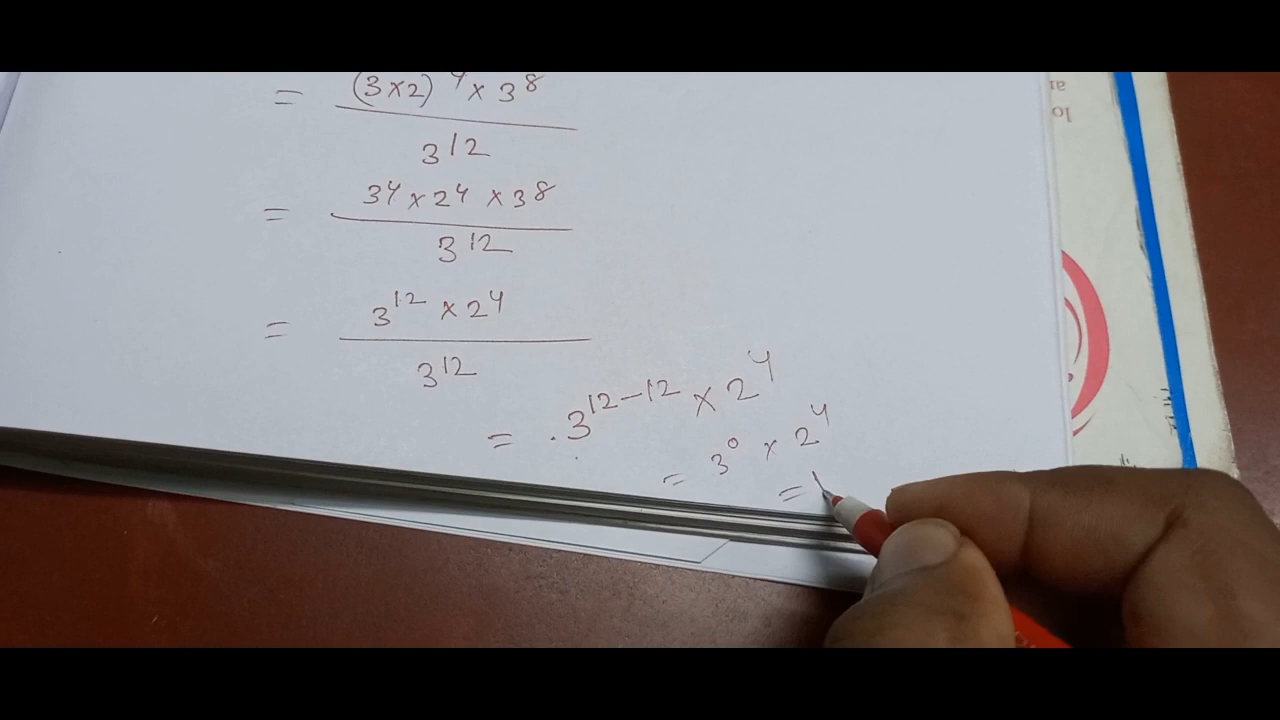 = (3×2)⁴ × 3⁸
3¹²
= 3⁴ × 2⁴ × 3⁸
3¹²
= 3¹² × 2⁴
3¹²
= 3¹²⁻¹² × 2⁴
= 3⁰ × 2⁴
=